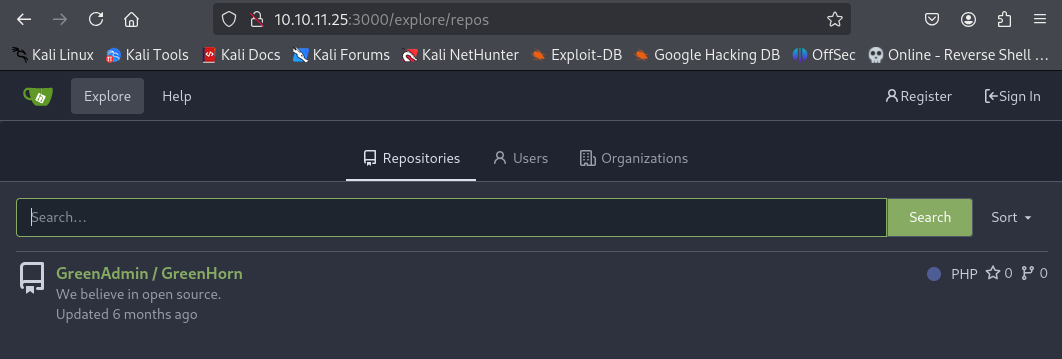 10.10.11.25:3000/explore/repos
Kali Linux Kali Tools Kali Docs Kali Forums Kali NetHunter Exploit-DB Google Hacking DB OffSec Online - Reverse Shell ...
Explore Help Register Sign In
Repositories Users Organizations
Search... Search Sort
GreenAdmin / GreenHorn PHP 0 0
We believe in open source.
Updated 6 months ago